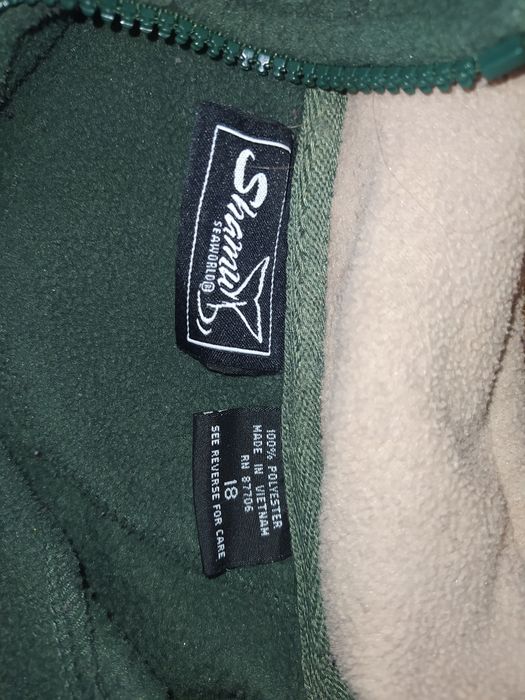 Shamu
SEAWORLD®
100% POLYESTER
MADE IN VIETNAM
RN 87706
18
SEE REVERSE FOR CARE